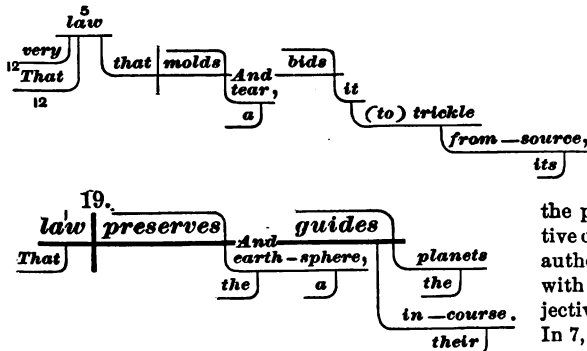 5
law
very
that molds And bids
12
That
tear,
it
12
a
(to) trickle
from—source,
its
19.
1
law preserves And guides
That
earth-sphere,
planets
the a
the
in—course.
their
the p
tive c
auth
with
jectiv
In 7,